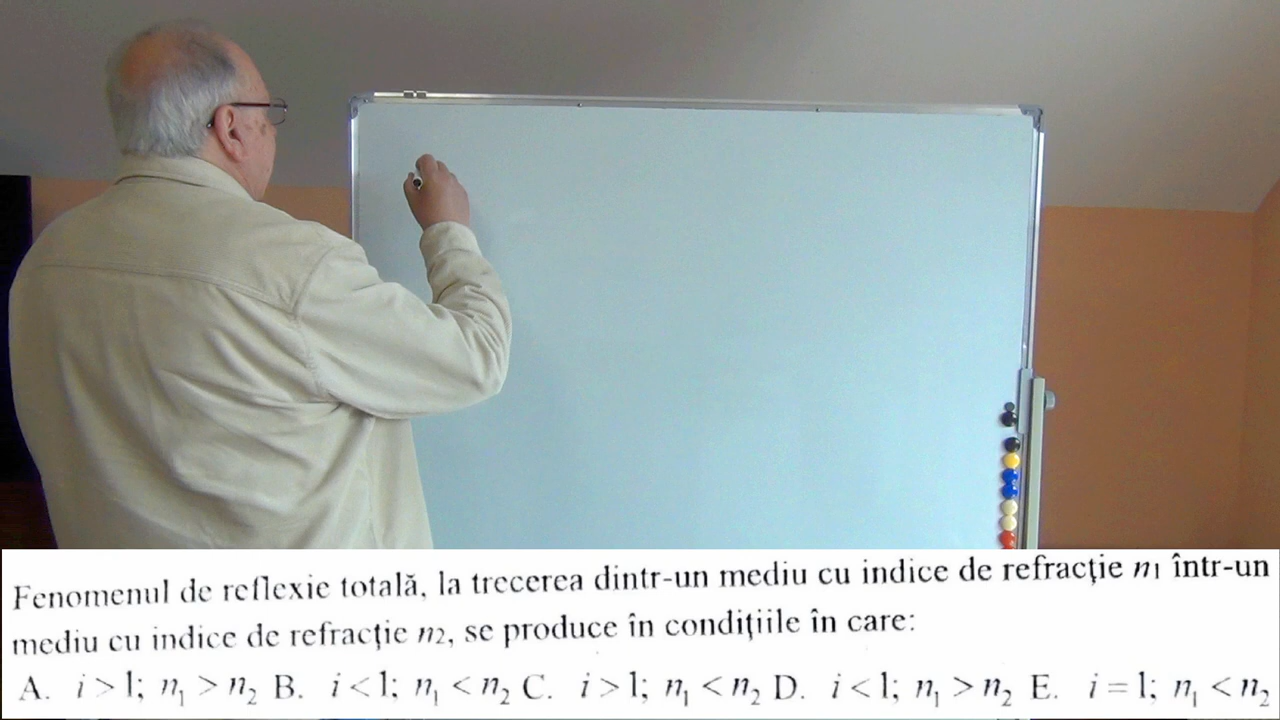 Fenomenul de reflexie totală, la trecerea dintr-un mediu cu indice de refracție n1 într-un
mediu cu indice de refracție n2, se produce în condițiile în care:
A. i > l; n1 > n2 B. i < l; n1 < n2 C. i > l; n1 < n2 D. i < l; n1 > n2 E. i = l; n1 < n2